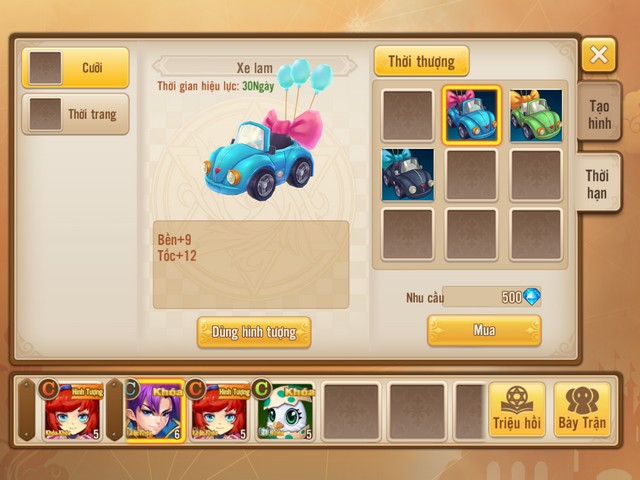 Cưỡi
Thời trang
Xe lam
Thời gian hiệu lực: 30Ngày
Bền+9
Tốc+12
Dùng hình tượng
Thời thượng
Nhu cầu 500
Mua
Tạo hình
Thời hạn
C Hình Tượng 5
Khóa 6
C Hình Tượng 5
C Khóa 5
Triệu hồi
Bày Trận